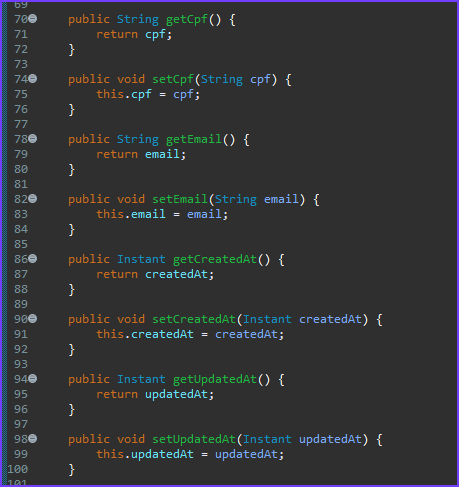 69
70 public String getCpf() {
71 return cpf;
72 }
73
74 public void setCpf(String cpf) {
75 this.cpf = cpf;
76 }
77
78 public String getEmail() {
79 return email;
80 }
81
82 public void setEmail(String email) {
83 this.email = email;
84 }
85
86 public Instant getCreatedAt() {
87 return createdAt;
88 }
89
90 public void setCreatedAt(Instant createdAt) {
91 this.createdAt = createdAt;
92 }
93
94 public Instant getUpdatedAt() {
95 return updatedAt;
96 }
97
98 public void setUpdatedAt(Instant updatedAt) {
99 this.updatedAt = updatedAt;
100 }
101